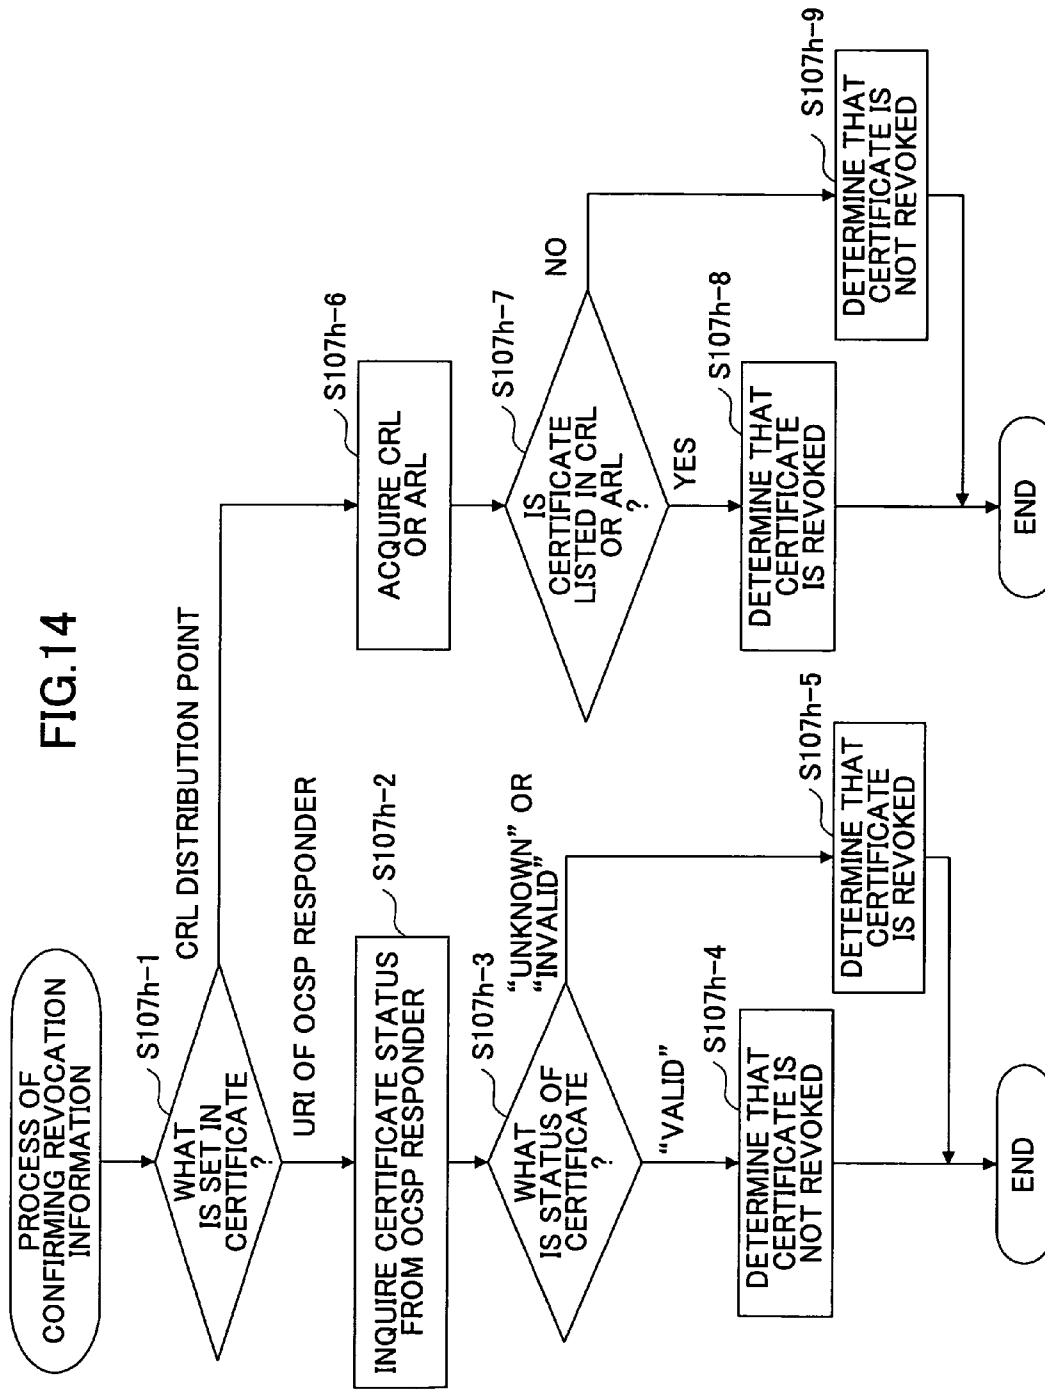 FIG.14
PROCESS OF
CONFIRMING REVOCATION
INFORMATION
S107h-1
WHAT
IS SET IN
CERTIFICATE
?
CRL DISTRIBUTION POINT
URI OF OCSP RESPONDER
S107h-2
INQUIRE CERTIFICATE STATUS
FROM OCSP RESPONDER
S107h-3
WHAT
IS STATUS OF
CERTIFICATE
?
“UNKNOWN” OR
“INVALID”
“VALID”
S107h-4
DETERMINE THAT
CERTIFICATE IS
NOT REVOKED
S107h-5
DETERMINE THAT
CERTIFICATE
IS REVOKED
END
S107h-6
ACQUIRE CRL
OR ARL
S107h-7
IS
CERTIFICATE
LISTED IN CRL
OR ARL
?
NO
YES
S107h-8
DETERMINE THAT
CERTIFICATE
IS REVOKED
S107h-9
DETERMINE THAT
CERTIFICATE IS
NOT REVOKED
END